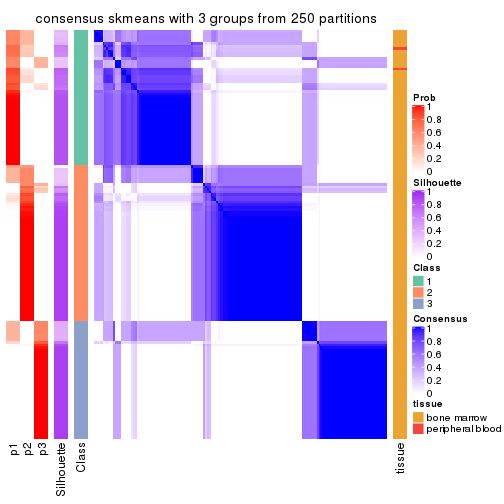 consensus skmeans with 3 groups from 250 partitions
Prob
1
0.8
0.6
0.4
0.2
0
Silhouette
1
0.8
0.6
0.4
0.2
0
Class
1
2
3
Consensus
1
0.8
0.6
0.4
0.2
0
tissue
bone marrow
peripheral blood
p1
p2
p3
Silhouette
Class
tissue